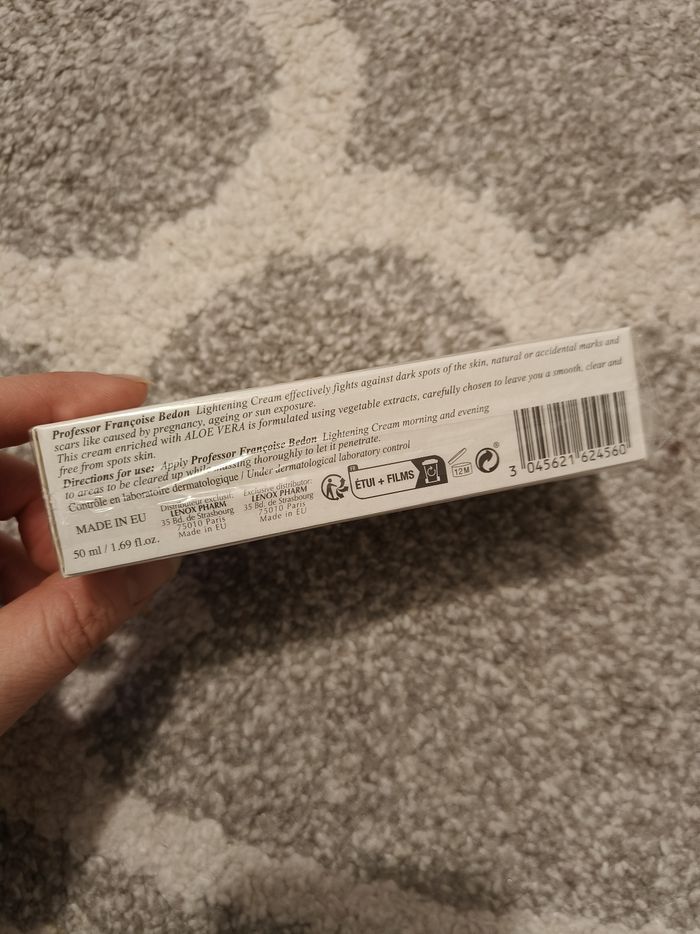 Professor Françoise Bedon Lightening Cream effectively fights against dark spots of the skin, natural or accidental marks and
scars like caused by pregnancy, ageing or sun exposure.
This cream enriched with ALOE VERA is formulated using vegetable extracts, carefully chosen to leave you a smooth, clear and
free from spots skin.
Directions for use: Apply Professor Françoise Bedon Lightening Cream morning and evening
to areas to be cleared up while massing thoroughly to let it penetrate.
Contrôle en laboratoire dermatologique / Under dermatological laboratory control
MADE IN EU
50 ml / 1.69 fl.oz.
Distributeur exclusif:
LENOX PHARM
35 Bd. de Strasbourg
75010 Paris
Made in EU
Exclusive distributor:
LENOX PHARM
35 Bd. de Strasbourg
75010 Paris
Made in EU
FR
ÉTUI + FILMS
12M
3 045621 624560